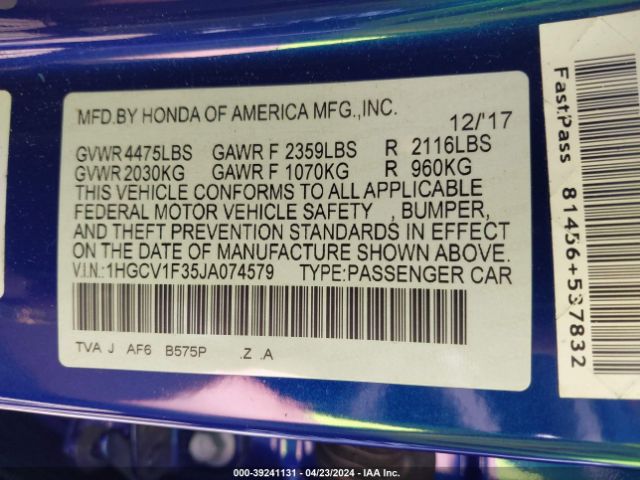 MFD.BY HONDA OF AMERICA MFG.,INC.
12/'17
GVWR 4475LBS GAWR F 2359LBS R 2116LBS
GVWR 2030KG GAWR F 1070KG R 960KG
THIS VEHICLE CONFORMS TO ALL APPLICABLE
FEDERAL MOTOR VEHICLE SAFETY , BUMPER,
AND THEFT PREVENTION STANDARDS IN EFFECT
ON THE DATE OF MANUFACTURE SHOWN ABOVE.
V.I.N.:1HGCV1F35JA074579 TYPE:PASSENGER CAR
TVA J AF6 B575P .Z .A
FastPass 81456+537832
000-39241131 - 04/23/2024 - IAA Inc.